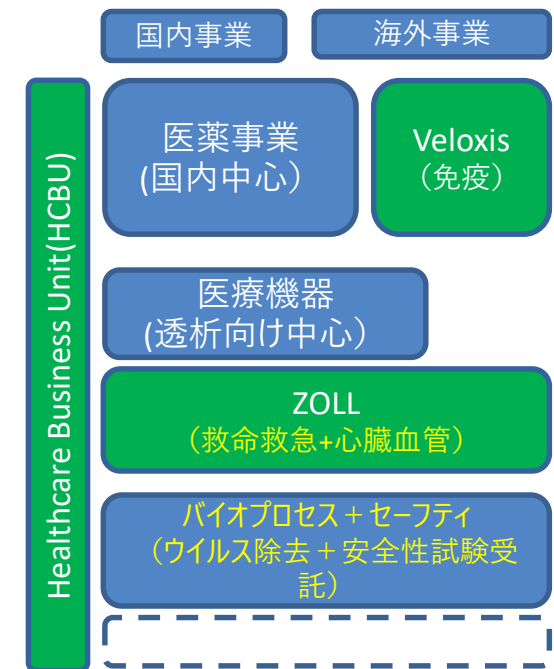 国内事業
海外事業
Healthcare Business Unit(HCBU)
医薬事業
(国内中心）
Veloxis
（免疫）
医療機器
(透析向け中心）
ZOLL
（救命救急+心臓血管）
バイオプロセス＋セーフティ
（ウイルス除去＋安全性試験受
託）